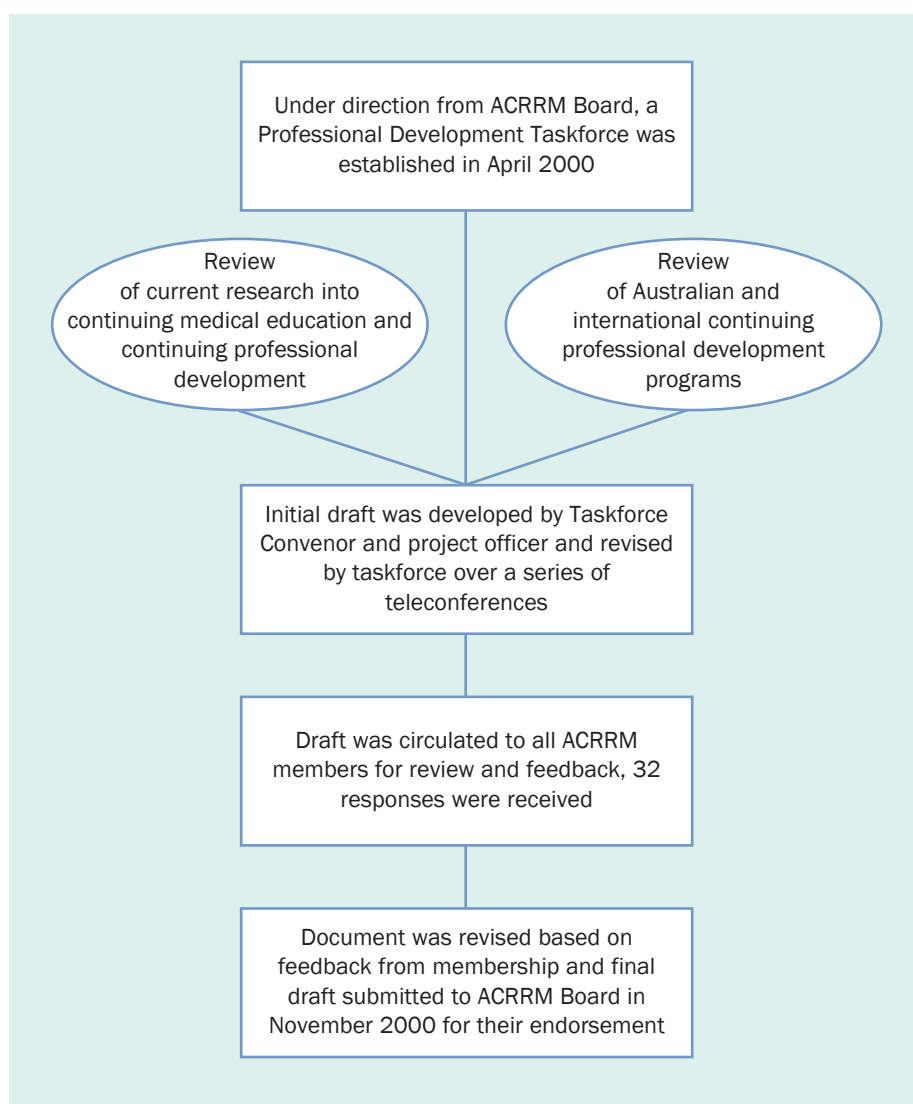 Under direction from ACRRM Board, a
Professional Development Taskforce was
established in April 2000
Review
of current research into
continuing medical education and
continuing professional
development
Review
of Australian and
international continuing
professional development
programs
Initial draft was developed by Taskforce
Convenor and project officer and revised
by taskforce over a series of
teleconferences
Draft was circulated to all ACRRM
members for review and feedback, 32
responses were received
Document was revised based on
feedback from membership and final
draft submitted to ACRRM Board in
November 2000 for their endorsement